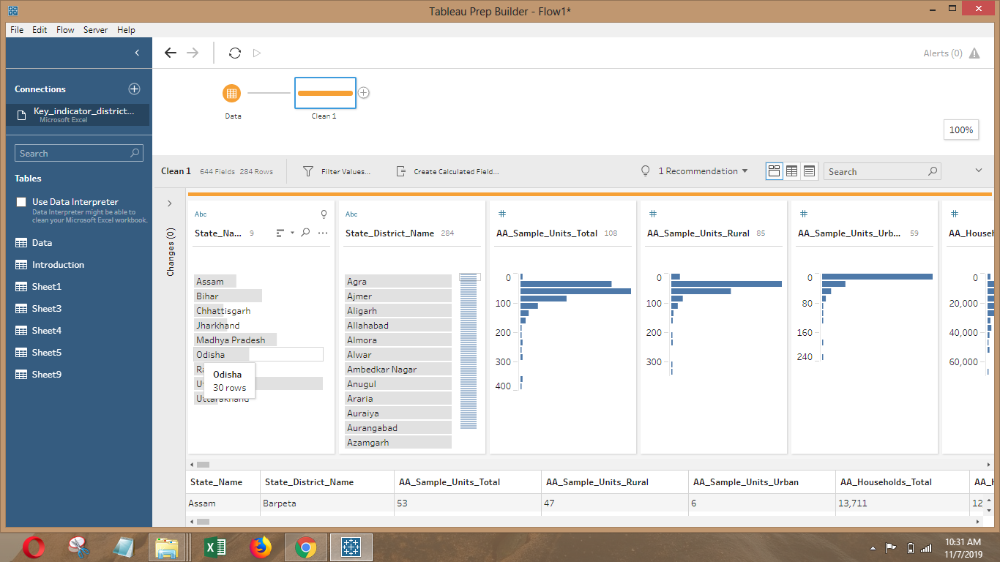 Tableau Prep Builder - Flow1*
File Edit Flow Server Help
Alerts (0)
Connections
Key_indicator_district...
Microsoft Excel
Data
Clean 1
100%
Search
Clean 1 644 Fields 284 Rows Filter Values... Create Calculated Field... 1 Recommendation Search
Tables
Use Data Interpreter
Data Interpreter might be able to
clean your Microsoft Excel workbook.
Data
Introduction
Sheet1
Sheet3
Sheet4
Sheet5
Sheet9
Changes (0)
Abc
State_Na... 9
Assam
Bihar
Chhattisgarh
Jharkhand
Madhya Pradesh
Odisha
Odisha
30 rows
Abc
State_District_Name 284
Agra
Ajmer
Aligarh
Allahabad
Almora
Alwar
Ambedkar Nagar
Anugul
Araria
Auraiya
Aurangabad
Azamgarh
#
AA_Sample_Units_Total 108
0
100
200
300
400
#
AA_Sample_Units_Rural 85
0
100
200
300
#
AA_Sample_Units_Urb... 59
0
80
160
240
#
AA_Househ
0
20,000
40,000
60,000
State_Name State_District_Name AA_Sample_Units_Total AA_Sample_Units_Rural AA_Sample_Units_Urban AA_Households_Total AA_H
Assam Barpeta 53 47 6 13,711 12
10:31 AM
11/7/2019